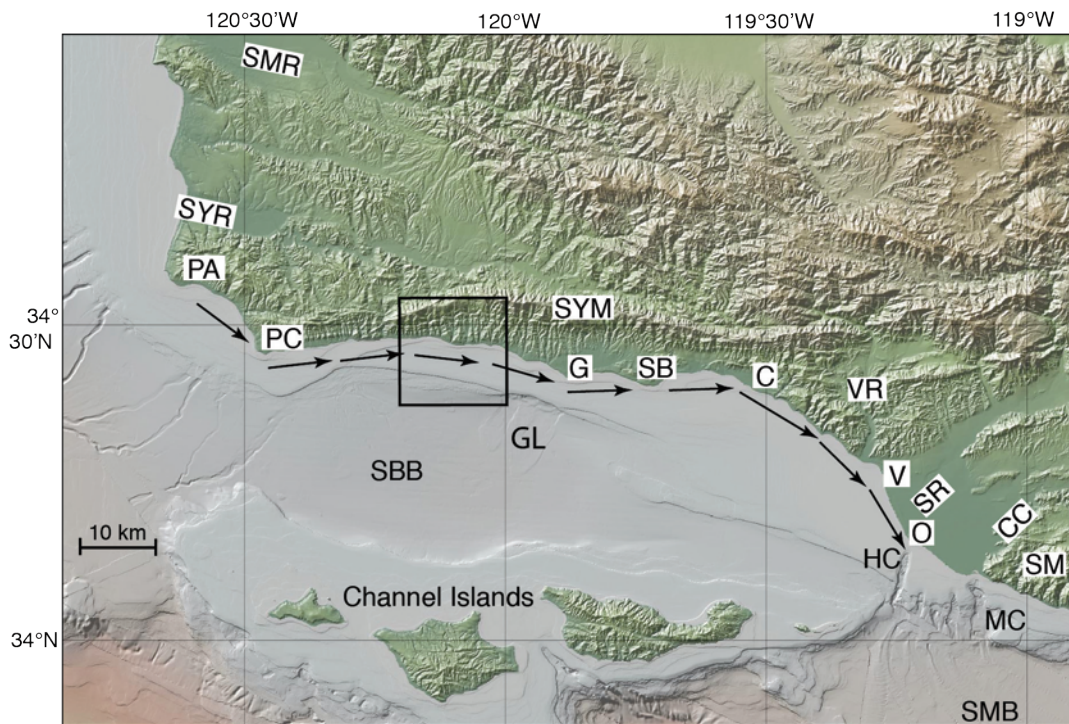 120°30'W 120°W 119°30'W 119°W
SMR
SYR
PA
34°
30'N
SYM
PC
G SB C
VR
GL
SBB
V
SR
O
CC
10 km
HC
SM
Channel Islands
MC
34°N
SMB